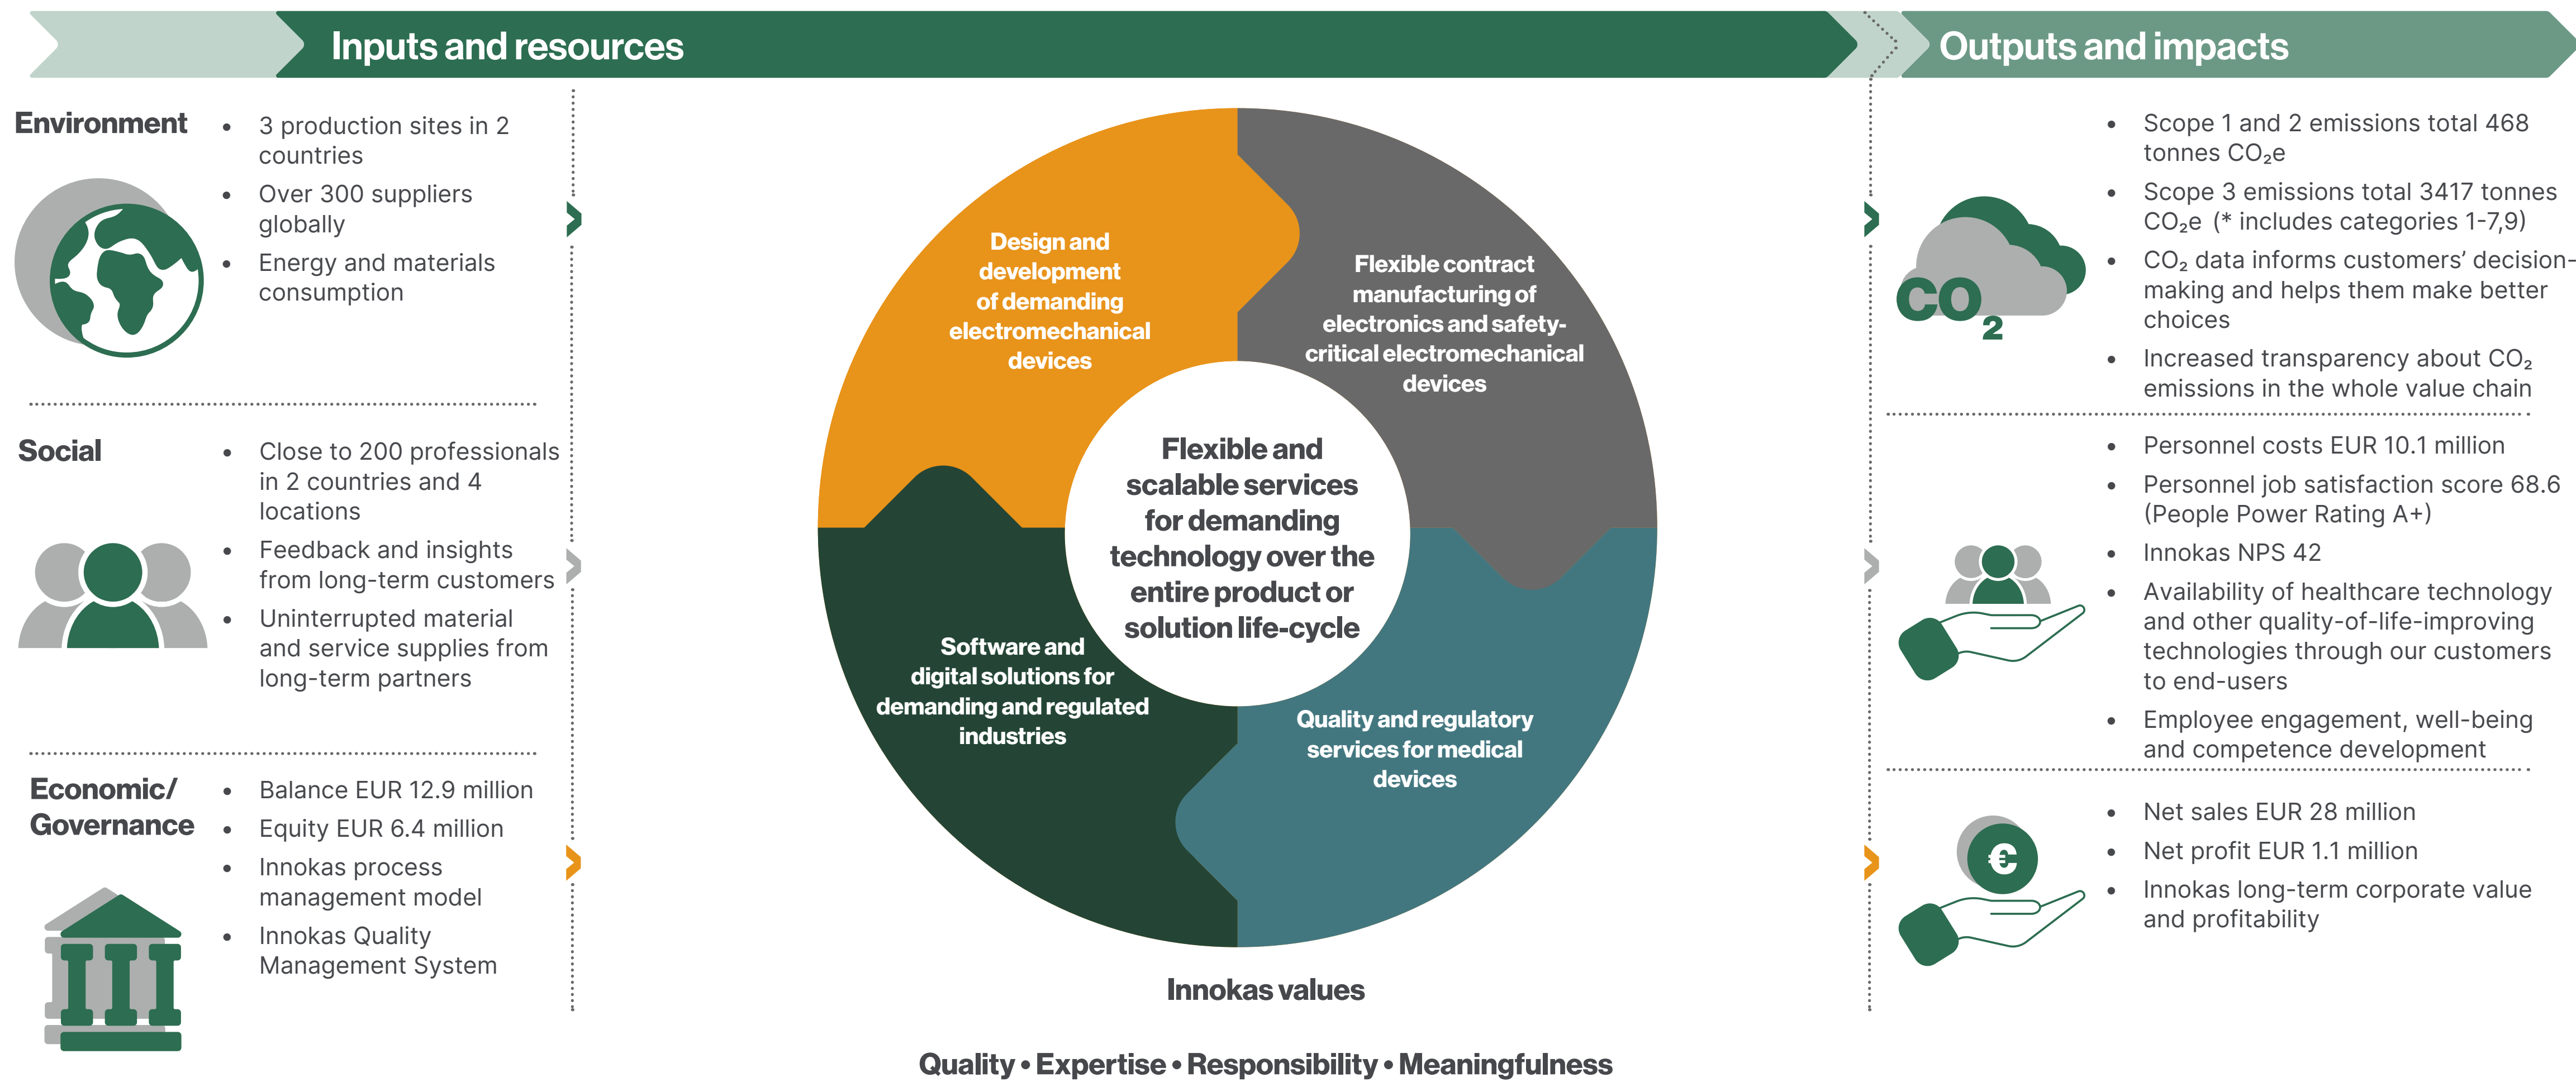 Inputs and resources
Outputs and impacts
Environment
• 3 production sites in 2
countries
• Over 300 suppliers
globally
• Energy and materials
consumption
Social
• Close to 200 professionals
in 2 countries and 4
locations
• Feedback and insights
from long-term customers
• Uninterrupted material
and service supplies from
long-term partners
Economic/
Governance
• Balance EUR 12.9 million
• Equity EUR 6.4 million
• Innokas process
management model
• Innokas Quality
Management System
Design and
development
of demanding
electromechanical
devices
Flexible contract
manufacturing of
electronics and safety-
critical electromechanical
devices
Flexible and
scalable services
for demanding
technology over the
entire product or
solution life-cycle
Software and
digital solutions for
demanding and regulated
industries
Quality and regulatory
services for medical
devices
Innokas values
Quality • Expertise • Responsibility • Meaningfulness
CO₂
• Scope 1 and 2 emissions total 468
tonnes CO₂e
• Scope 3 emissions total 3417 tonnes
CO₂e (* includes categories 1-7,9)
• CO₂ data informs customers’ decision-
making and helps them make better
choices
• Increased transparency about CO₂
emissions in the whole value chain
• Personnel costs EUR 10.1 million
• Personnel job satisfaction score 68.6
(People Power Rating A+)
• Innokas NPS 42
• Availability of healthcare technology
and other quality-of-life-improving
technologies through our customers
to end-users
• Employee engagement, well-being
and competence development
€
• Net sales EUR 28 million
• Net profit EUR 1.1 million
• Innokas long-term corporate value
and profitability